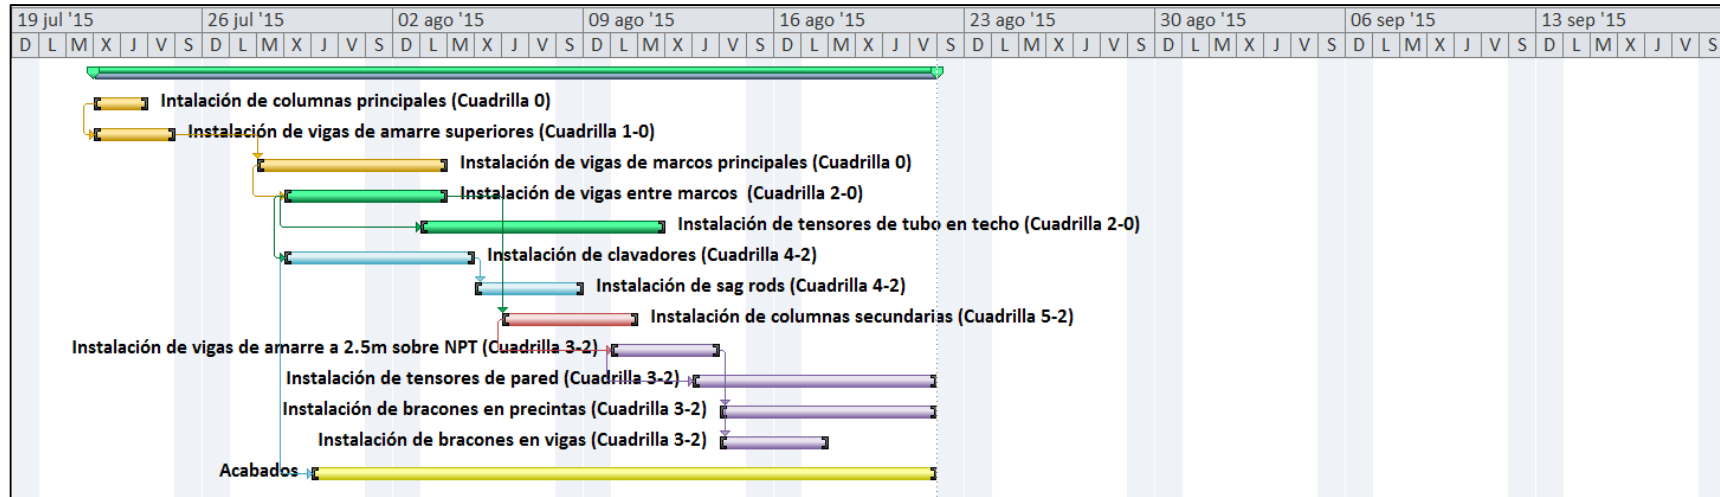 19 jul '15 26 jul '15 02 ago '15 09 ago '15 16 ago '15 23 ago '15 30 ago '15 06 sep '15 13 sep '15
D L M X J V S D L M X J V S D L M X J V S D L M X J V S D L M X J V S D L M X J V S D L M X J V S D L M X J V S D L M X J V S
Intalación de columnas principales (Cuadrilla 0)
Instalación de vigas de amarre superiores (Cuadrilla 1-0)
Instalación de vigas de marcos principales (Cuadrilla 0)
Instalación de vigas entre marcos (Cuadrilla 2-0)
Instalación de tensores de tubo en techo (Cuadrilla 2-0)
Instalación de clavadores (Cuadrilla 4-2)
Instalación de sag rods (Cuadrilla 4-2)
Instalación de columnas secundarias (Cuadrilla 5-2)
Instalación de vigas de amarre a 2.5m sobre NPT (Cuadrilla 3-2)
Instalación de tensores de pared (Cuadrilla 3-2)
Instalación de bracones en precintas (Cuadrilla 3-2)
Instalación de bracones en vigas (Cuadrilla 3-2)
Acabados